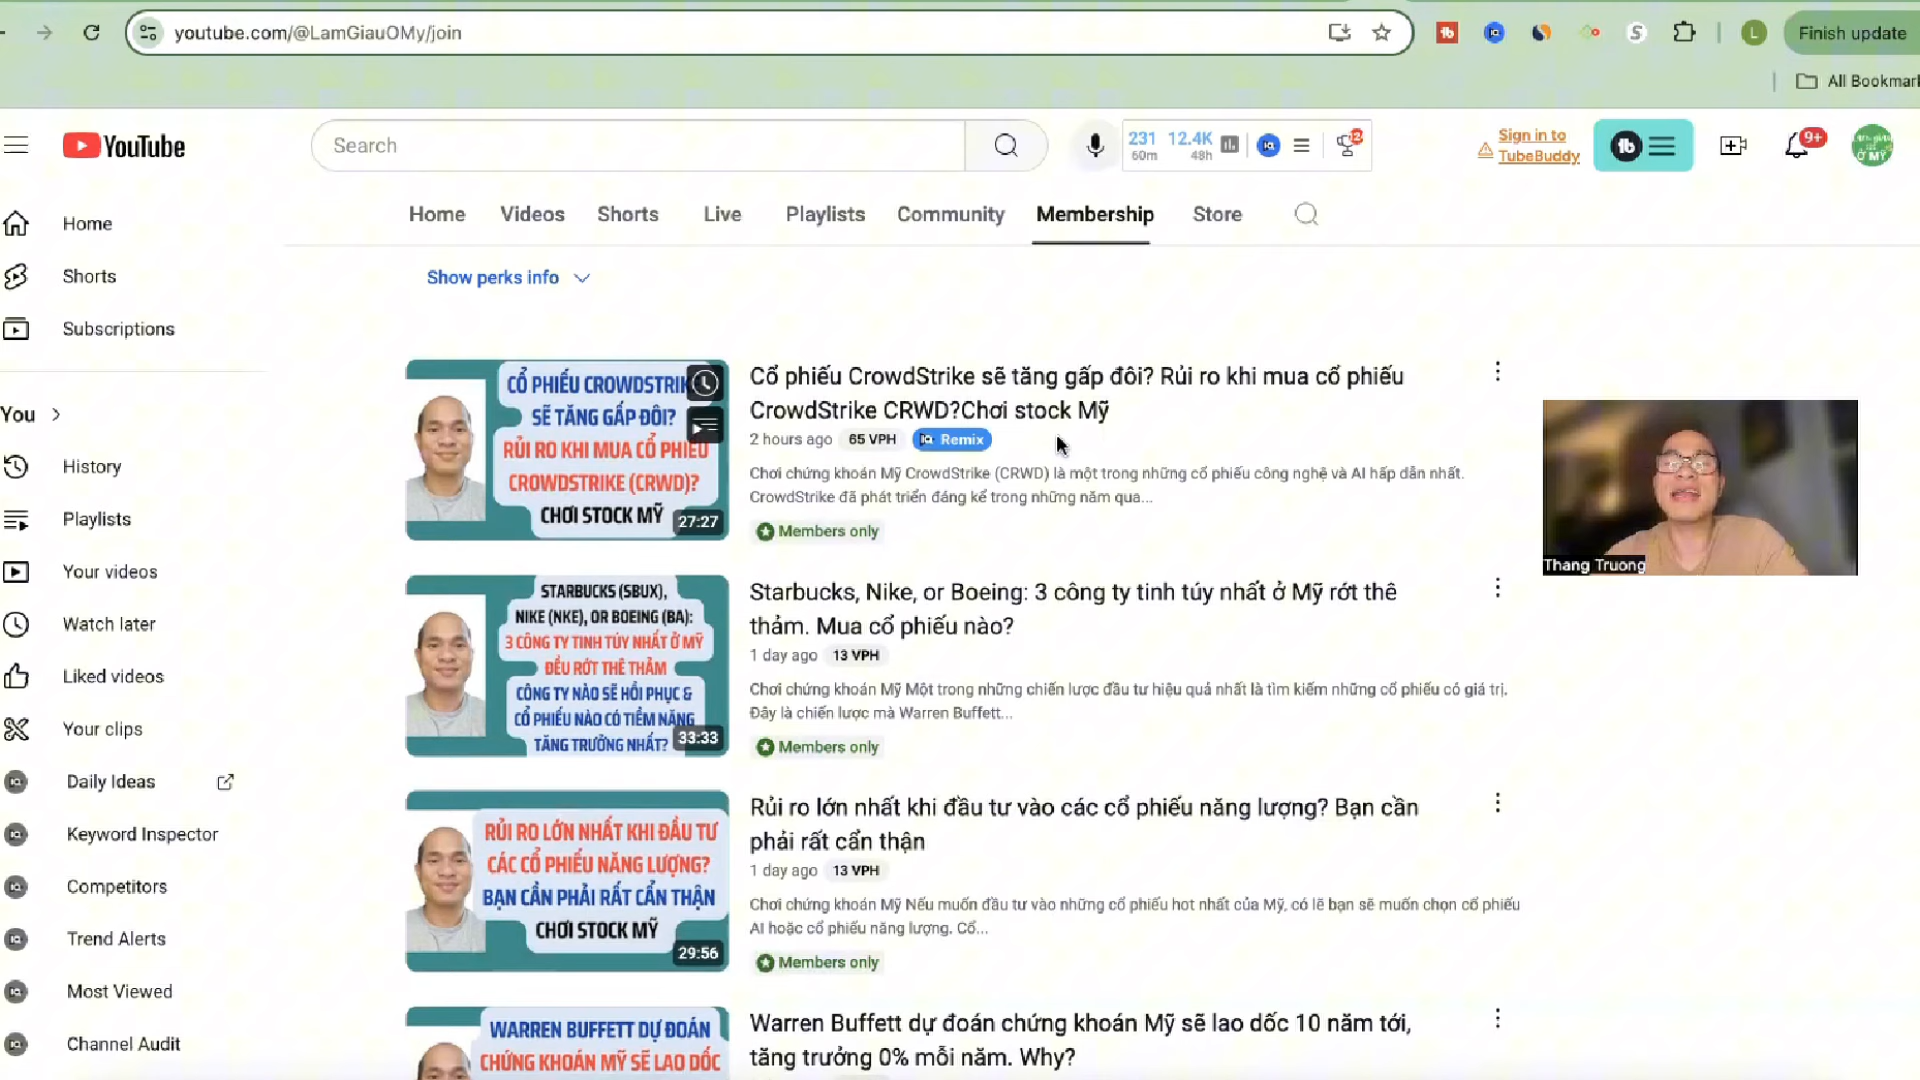 youtube.com/@LamGiauOMy/join
Finish update
All Bookmark
YouTube
Search
231 12.4K
60m 48h
2
Sign in to
TubeBuddy
9+
Home Videos Shorts Live Playlists Community Membership Store
Show perks info
Home
Shorts
Subscriptions
You
History
Playlists
Your videos
Watch later
Liked videos
Your clips
Daily Ideas
Keyword Inspector
Competitors
Trend Alerts
Most Viewed
Channel Audit
CỔ PHIẾU CROWDSTRIK
SẼ TĂNG GẤP ĐÔI?
RỦI RO KHI MUA CỔ PHIẾU
CROWDSTRIKE (CRWD)?
CHƠI STOCK MỸ
27:27
Cổ phiếu CrowdStrike sẽ tăng gấp đôi? Rủi ro khi mua cổ phiếu
CrowdStrike CRWD?Chơi stock Mỹ
2 hours ago 65 VPH Remix
Chơi chứng khoán Mỹ CrowdStrike (CRWD) là một trong những cổ phiếu công nghệ và AI hấp dẫn nhất.
CrowdStrike đã phát triển đáng kể trong những năm qua...
Members only
Thang Truong
STARBUCKS (SBUX),
NIKE (NKE), OR BOEING (BA):
3 CÔNG TY TINH TÚY NHẤT Ở MỸ
ĐỀU RỚT THÊ THẢM
CÔNG TY NÀO SẼ HỒI PHỤC &
CỔ PHIẾU NÀO CÓ TIỀM NĂNG
TĂNG TRƯỞNG NHẤT?
33:33
Starbucks, Nike, or Boeing: 3 công ty tinh túy nhất ở Mỹ rớt thê
thảm. Mua cổ phiếu nào?
1 day ago 13 VPH
Chơi chứng khoán Mỹ Một trong những chiến lược đầu tư hiệu quả nhất là tìm kiếm những cổ phiếu có giá trị.
Đây là chiến lược mà Warren Buffett...
Members only
RỦI RO LỚN NHẤT KHI ĐẦU TƯ
CÁC CỔ PHIẾU NĂNG LƯỢNG?
BẠN CẦN PHẢI RẤT CẨN THẬN
CHƠI STOCK MỸ
29:56
Rủi ro lớn nhất khi đầu tư vào các cổ phiếu năng lượng? Bạn cần
phải rất cẩn thận
1 day ago 13 VPH
Chơi chứng khoán Mỹ Nếu muốn đầu tư vào những cổ phiếu hot nhất của Mỹ, có lẽ bạn sẽ muốn chọn cổ phiếu
AI hoặc cổ phiếu năng lượng. Cổ...
Members only
WARREN BUFFETT DỰ ĐOÁN
CHỨNG KHOÁN MỸ SẼ LAO DỐC
Warren Buffett dự đoán chứng khoán Mỹ sẽ lao dốc 10 năm tới,
tăng trưởng 0% mỗi năm. Why?